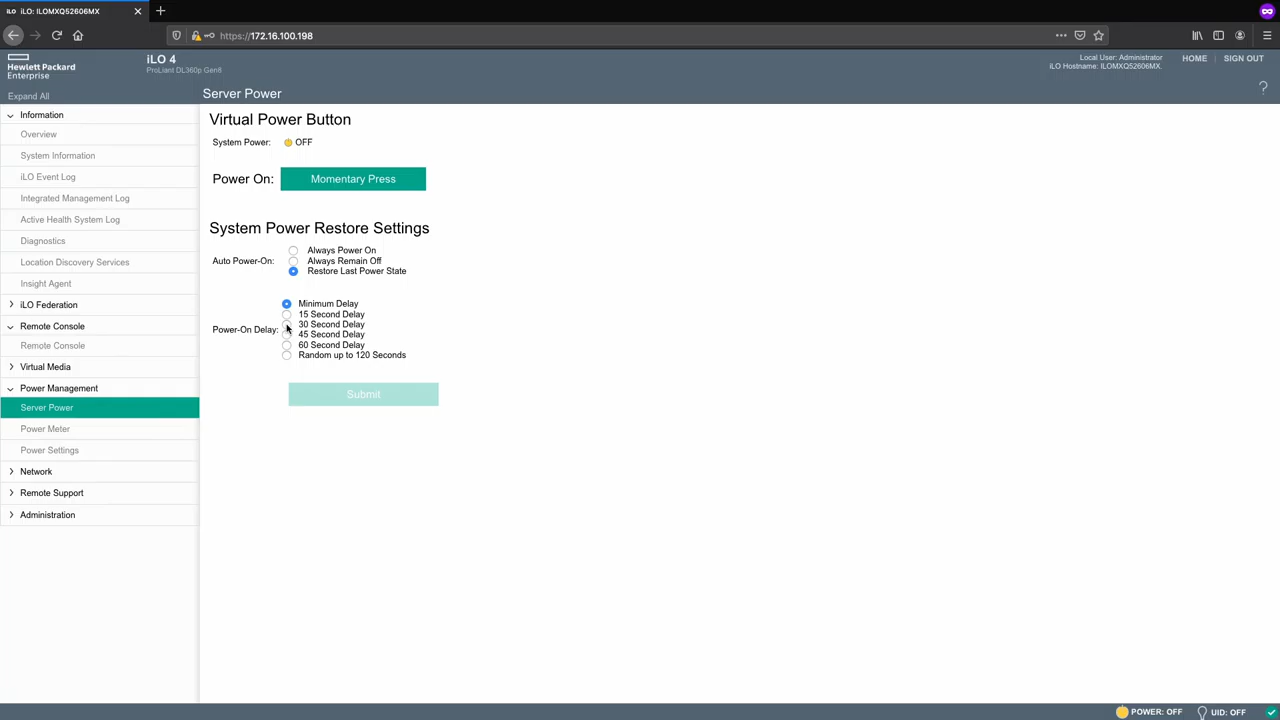 iLO iLO: ILOMXQ52606MX
https://172.16.100.198
Hewlett Packard
Enterprise
iLO 4
ProLiant DL360p Gen8
Local User: Administrator
iLO Hostname: ILOMXQ52606MX.
HOME
SIGN OUT
Expand All
Server Power
?
Information
Overview
System Information
iLO Event Log
Integrated Management Log
Active Health System Log
Diagnostics
Location Discovery Services
Insight Agent
iLO Federation
Remote Console
Remote Console
Virtual Media
Power Management
Server Power
Power Meter
Power Settings
Network
Remote Support
Administration
Virtual Power Button
System Power: OFF
Power On: Momentary Press
System Power Restore Settings
Auto Power-On:
Always Power On
Always Remain Off
Restore Last Power State
Power-On Delay:
Minimum Delay
15 Second Delay
30 Second Delay
45 Second Delay
60 Second Delay
Random up to 120 Seconds
Submit
POWER: OFF
UID: OFF